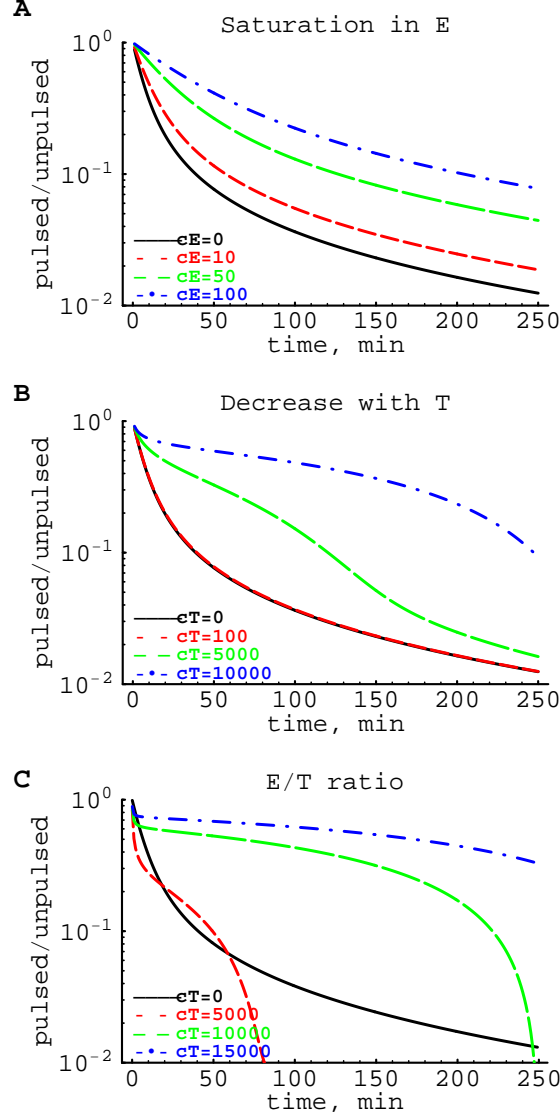 A
Saturation in E
pulsed/unpulsed
10^0
10^-1
10^-2
cE=0
cE=10
cE=50
cE=100
0 50 100 150 200 250
time, min
B
Decrease with T
pulsed/unpulsed
10^0
10^-1
10^-2
cT=0
cT=100
cT=5000
cT=10000
0 50 100 150 200 250
time, min
C
E/T ratio
pulsed/unpulsed
10^0
10^-1
10^-2
cT=0
cT=5000
cT=10000
cT=15000
0 50 100 150 200 250
time, min